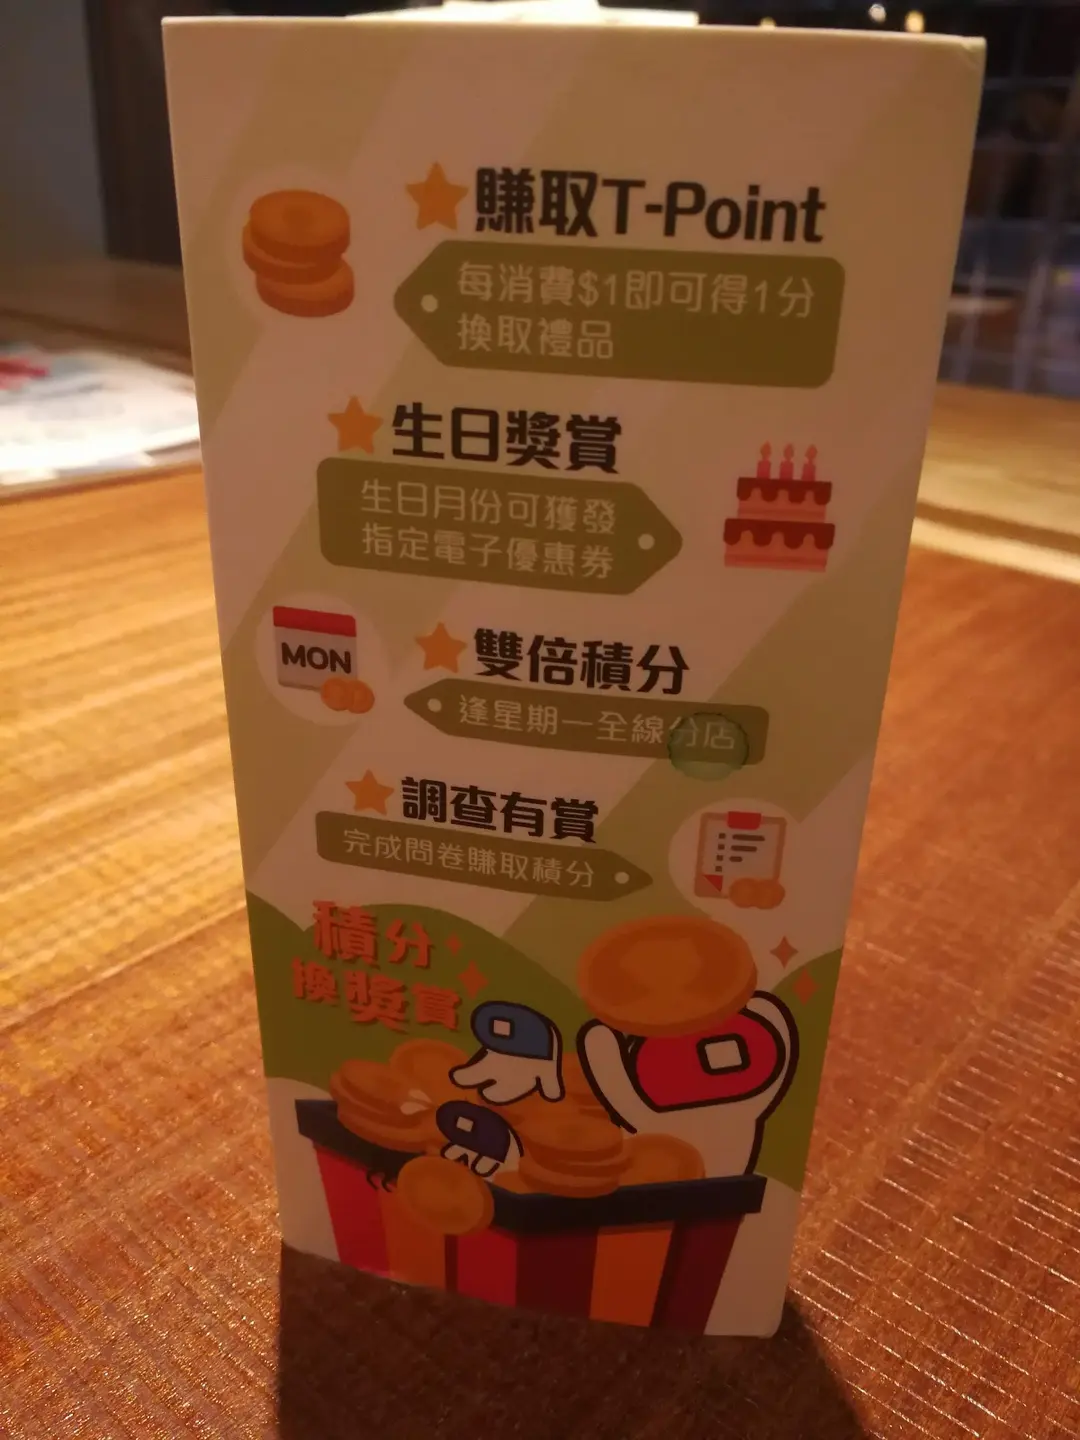 賺取T-Point
每消費$1即可得1分
換取禮品
生日獎賞
生日月份可獲發
指定電子優惠券
MON
雙倍積分
逢星期一全線分店
調查有賞
完成問卷賺取積分
積分
換獎賞